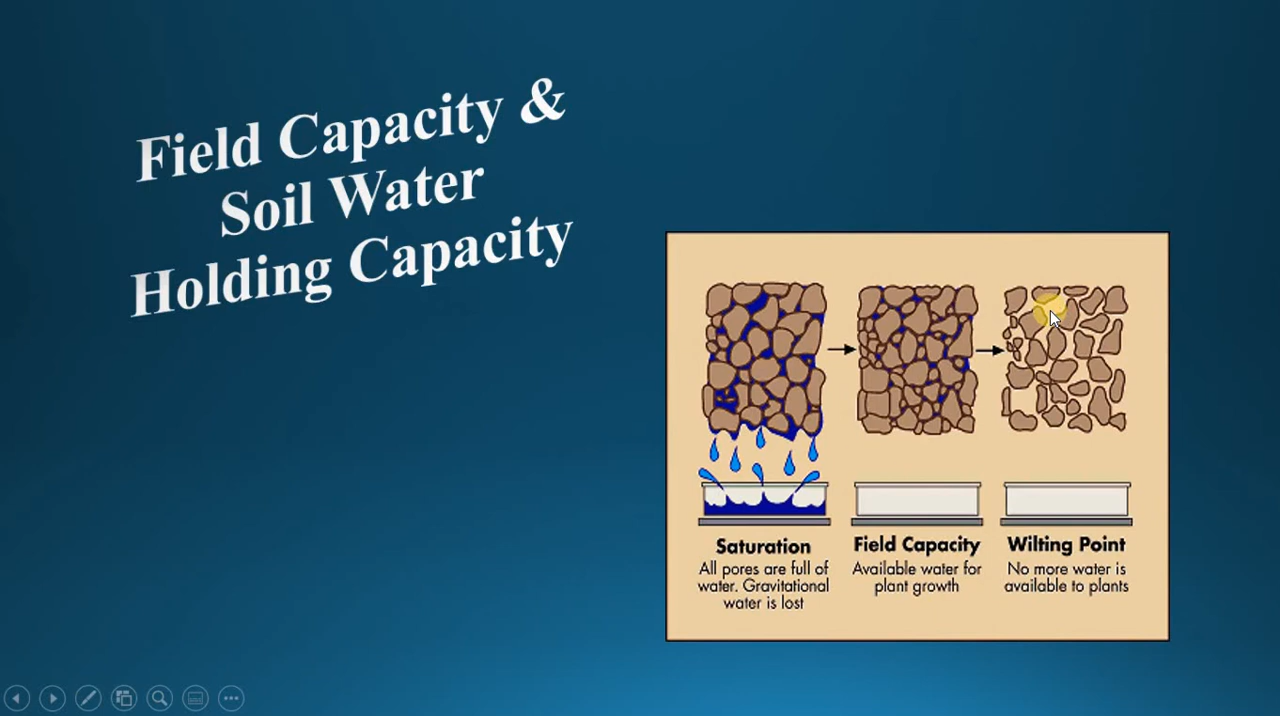 Field Capacity &
Soil Water
Holding Capacity
Saturation
All pores are full of
water. Gravitational
water is lost
Field Capacity
Available water for
plant growth
Wilting Point
No more water is
available to plants